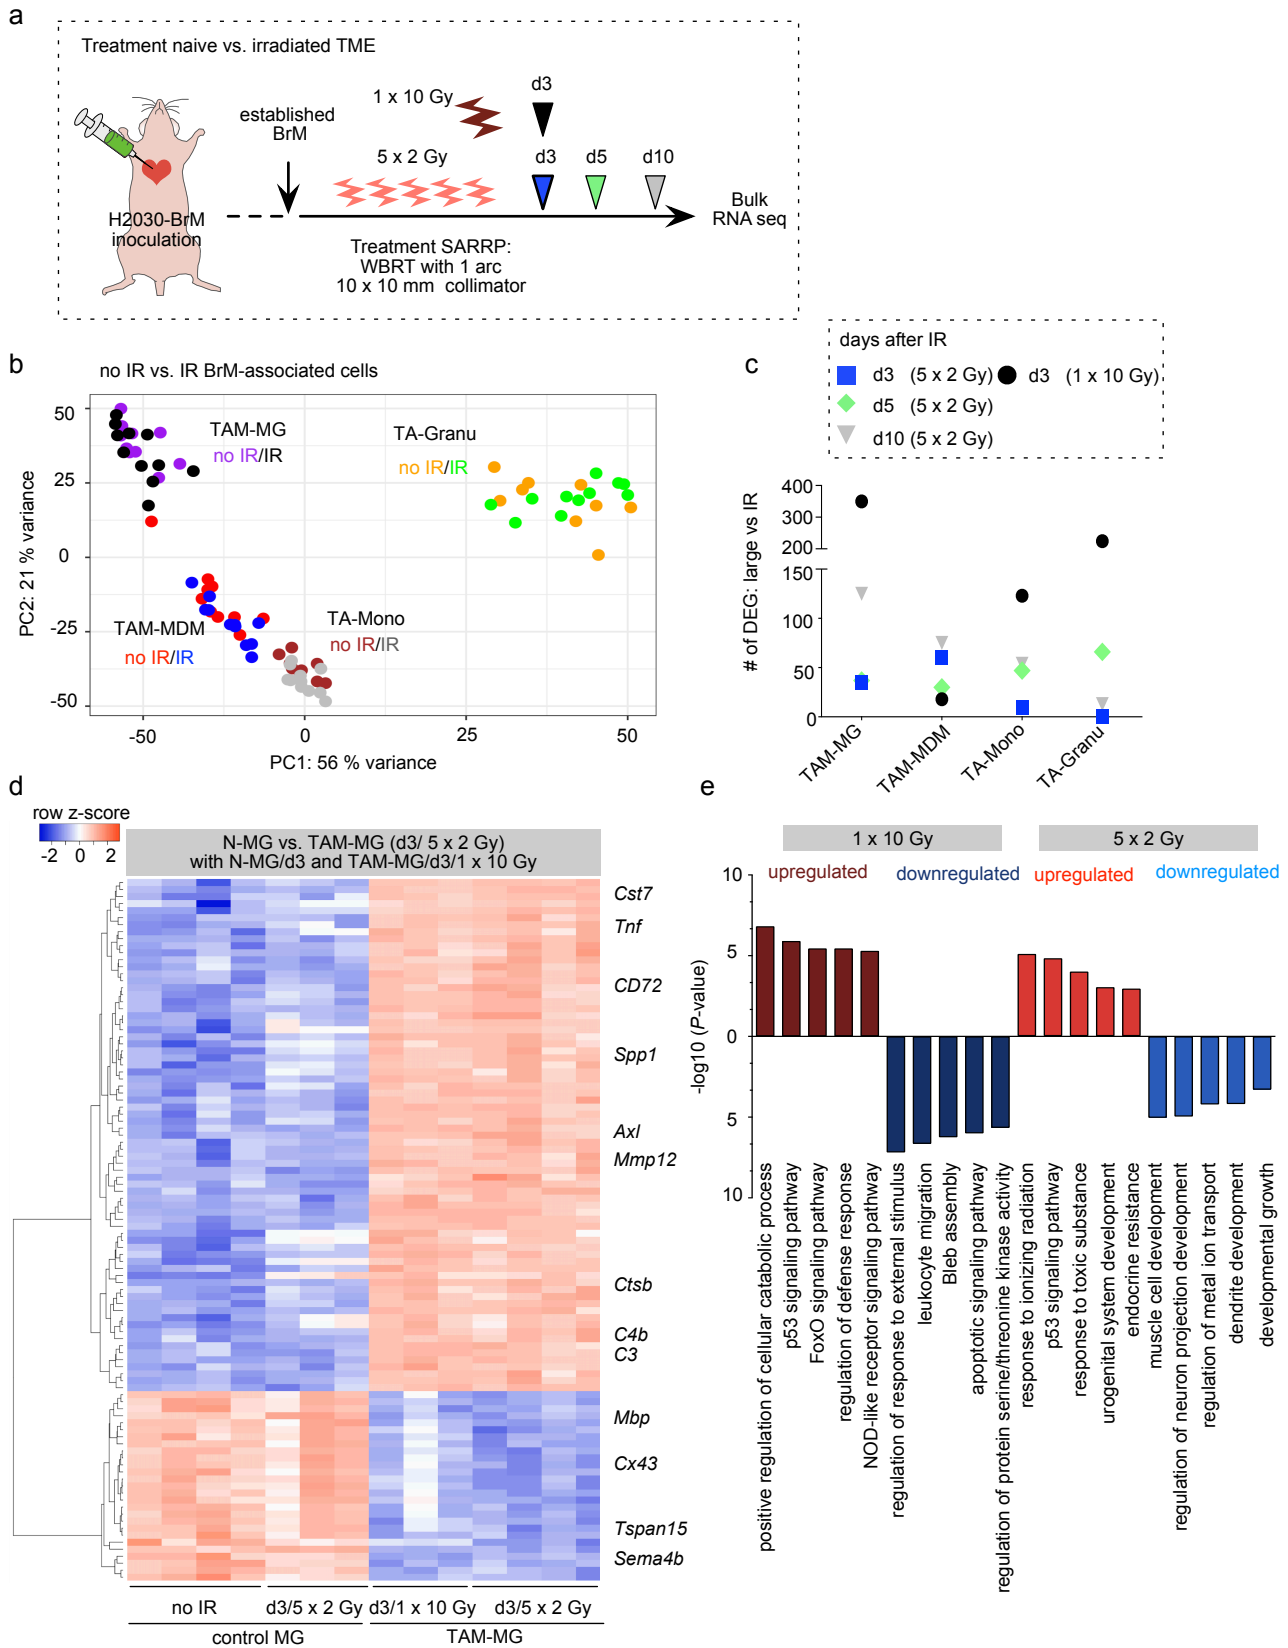 a
Treatment naive vs. irradiated TME
d3
1 x 10 Gy
established
BrM
5 x 2 Gy
d3
d5
d10
H2030-BrM
inoculation
Bulk
RNA seq
Treatment SARRP:
WBRT with 1 arc
10 x 10 mm collimator
b
no IR vs. IR BrM-associated cells
50
25
0
-25
-50
PC2: 21 % variance
TAM-MG
no IR/IR
TA-Granu
no IR/IR
TAM-MDM
no IR/IR
TA-Mono
no IR/IR
-50
0
25
50
PC1: 56 % variance
c
days after IR
d3 (5 x 2 Gy)
d3 (1 x 10 Gy)
d5 (5 x 2 Gy)
d10 (5 x 2 Gy)
# of DEG: large vs IR
400
300
200
150
100
50
0
TAM-MG
TAM-MDM
TA-Mono
TA-Granu
d
row z-score
-2 0 2
N-MG vs. TAM-MG (d3/ 5 x 2 Gy)
with N-MG/d3 and TAM-MG/d3/1 x 10 Gy
Cst7
Tnf
CD72
Spp1
Axl
Mmp12
Ctsb
C4b
C3
Mbp
Cx43
Tspan15
Sema4b
no IR
d3/5 x 2 Gy
d3/1 x 10 Gy
d3/5 x 2 Gy
control MG
TAM-MG
e
1 x 10 Gy
5 x 2 Gy
upregulated
downregulated
upregulated
downregulated
10
5
0
5
10
-log10 (P-value)
positive regulation of cellular catabolic process
p53 signaling pathway
FoxO signaling pathway
regulation of defense response
NOD-like receptor signaling pathway
regulation of response to external stimulus
leukocyte migration
Bleb assembly
apoptotic signaling pathway
regulation of protein serine/threonine kinase activity
response to ionizing radiation
p53 signaling pathway
response to toxic substance
urogenital system development
endocrine resistance
muscle cell development
regulation of neuron projection development
regulation of metal ion transport
dendrite development
developmental growth